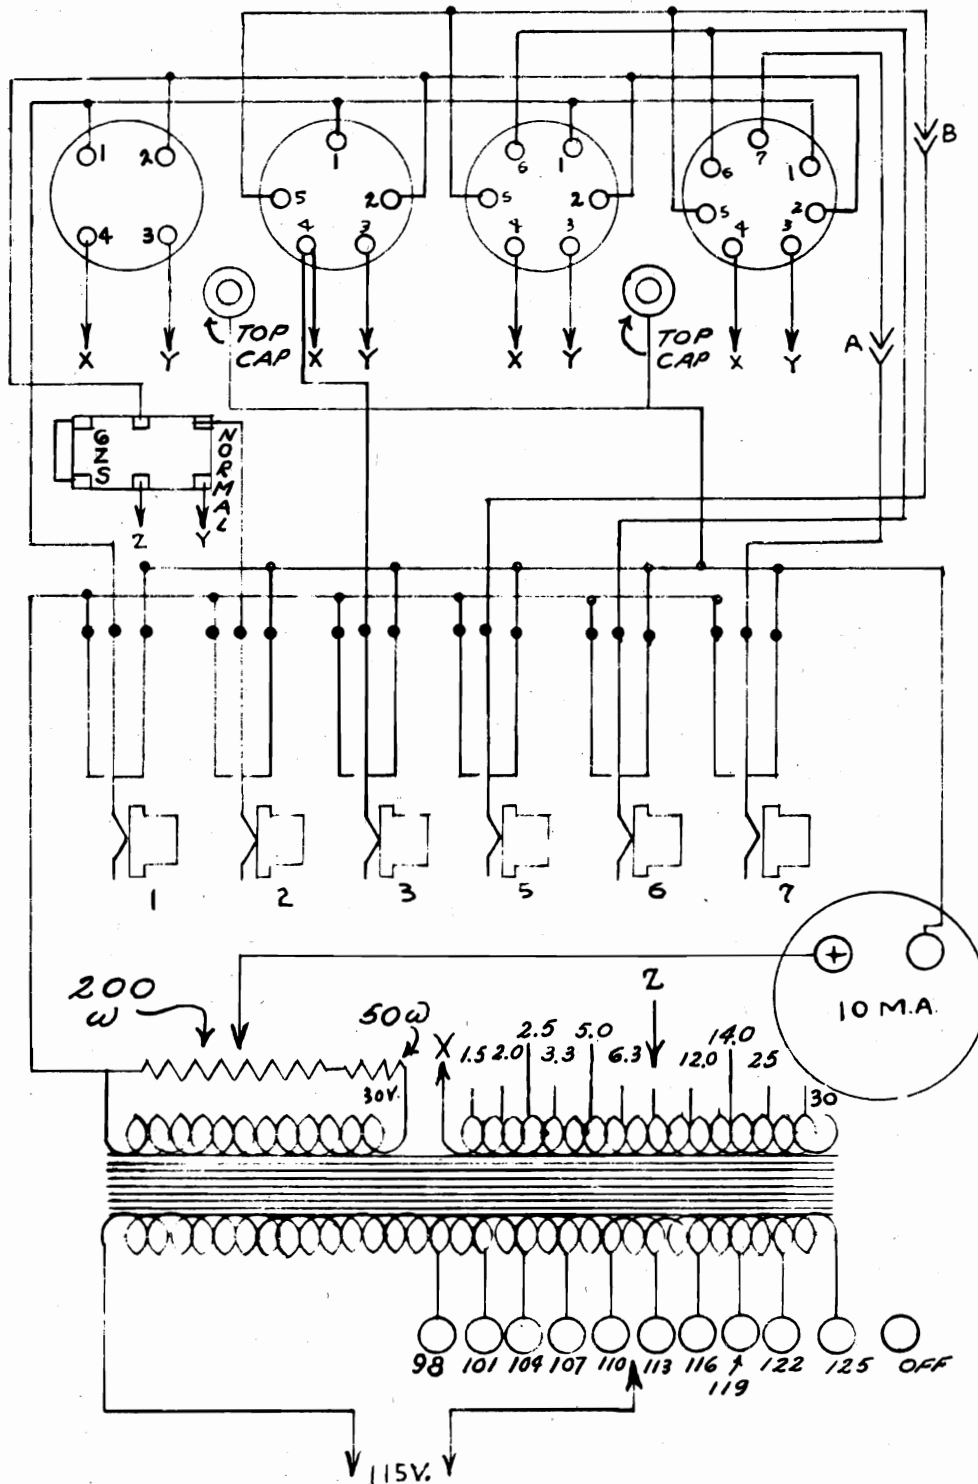 B
7
6 1
1 2
1
6 1
5 2
5 2
5 2
4 3
4 3
4 3
4 3
TOP
CAP
TOP
CAP
A
X Y X Y X Y X Y
6
Z
5
NORMAL
Z Y
1 2 3 5 6 7
+
10 M.A.
200
ω
50ω
30V.
X
Z
1.5 2.0 2.5 3.3 5.0 6.3 12.0 14.0 25 30
98 101 104 107 110 113 116 119 122 125 OFF
115V.